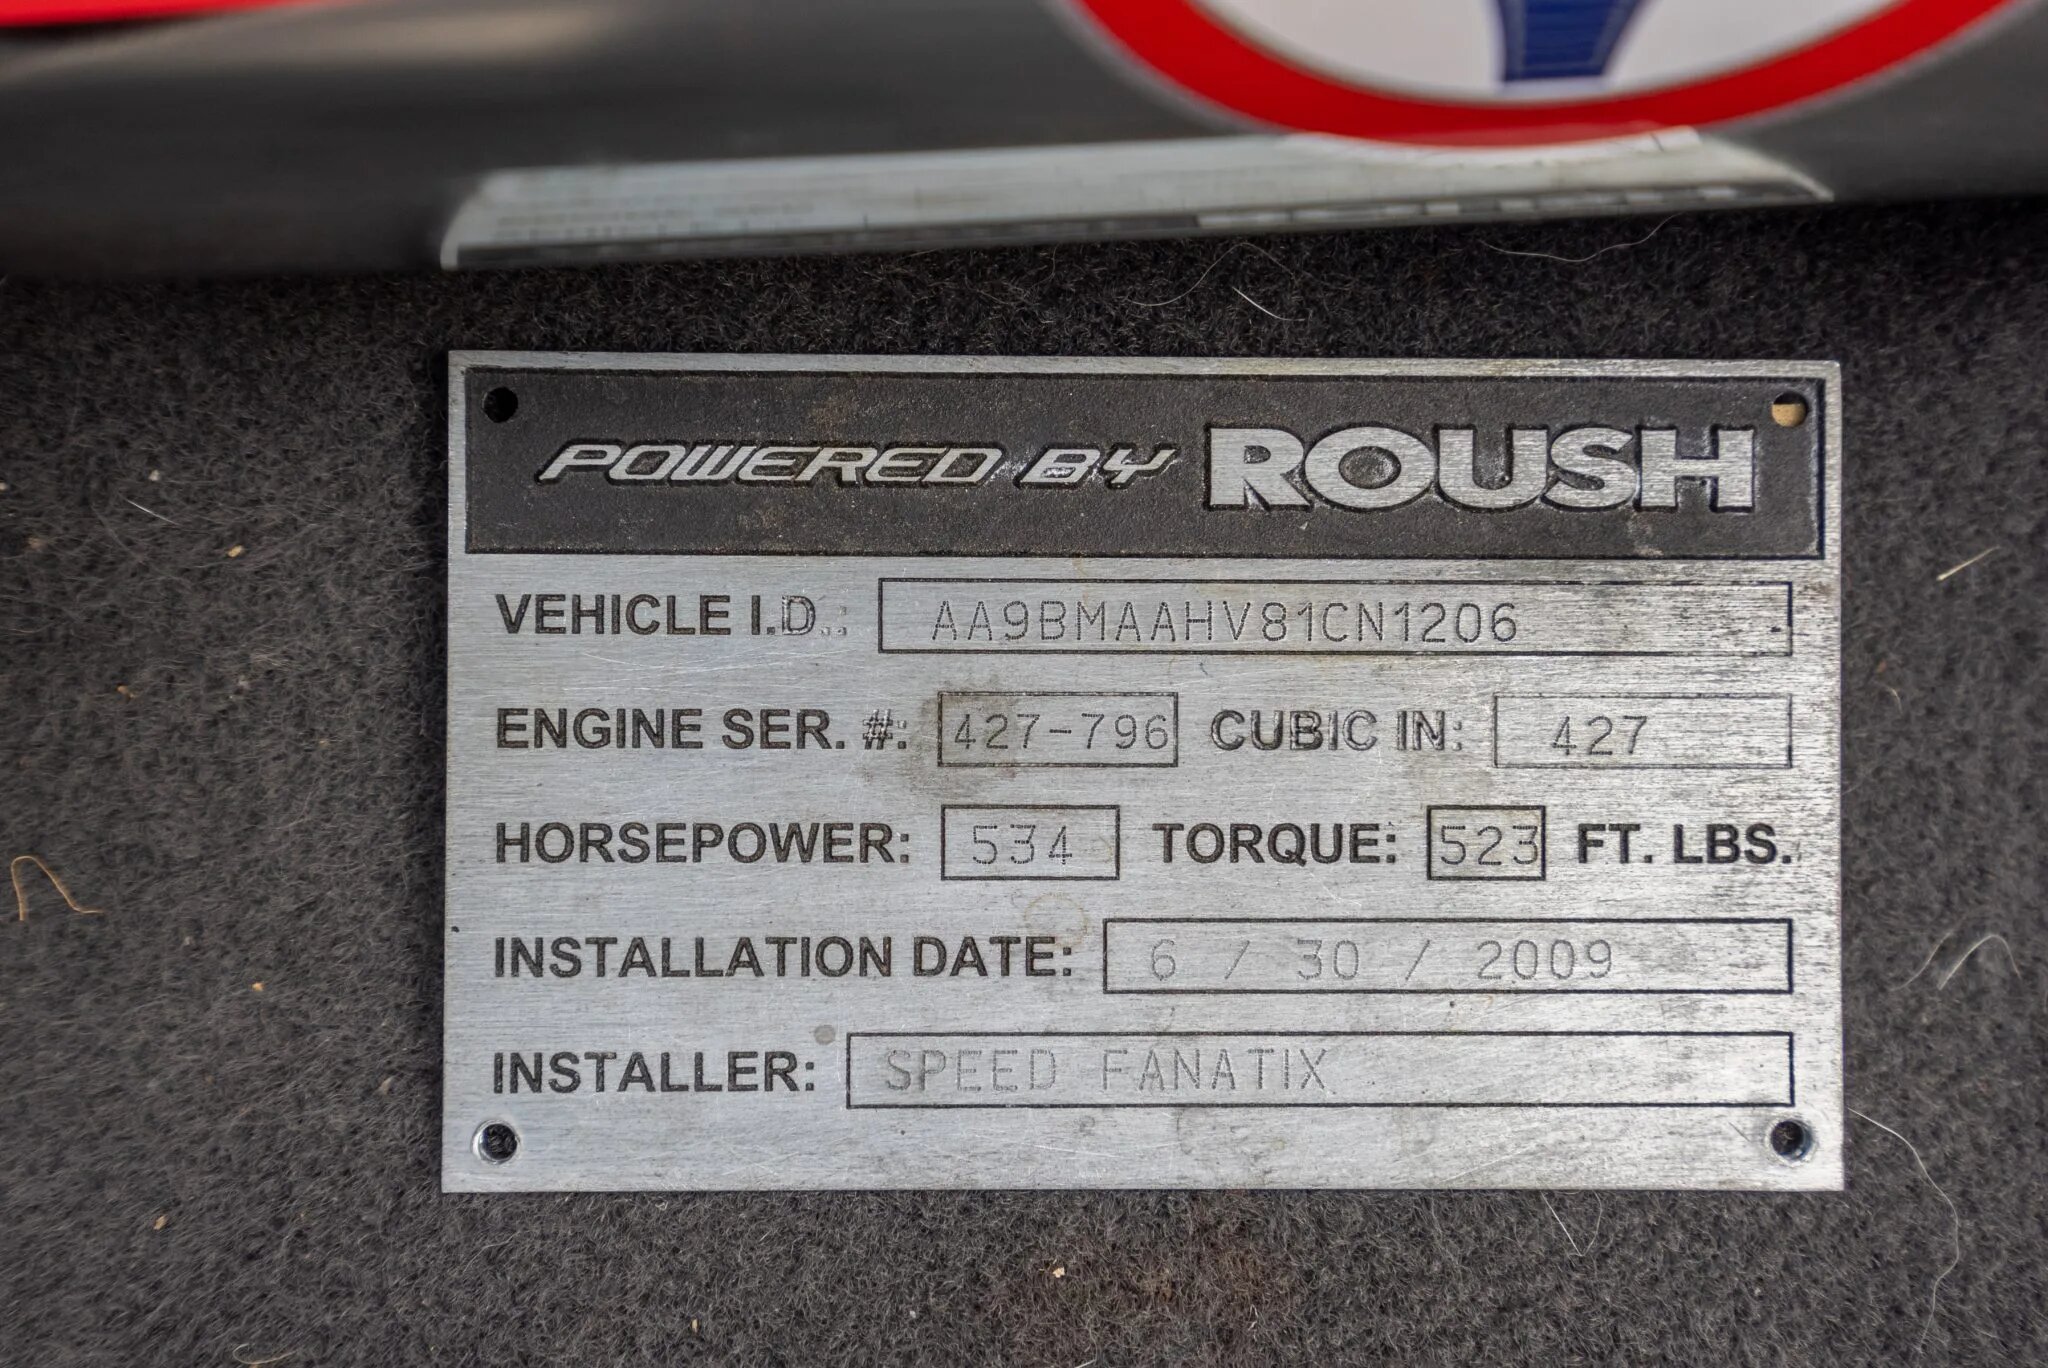 POWERED BY ROUSH
VEHICLE I.D.: AA9BMAAHV81CN1206
ENGINE SER. #: 427-796 CUBIC IN: 427
HORSEPOWER: 534 TORQUE: 523 FT. LBS.
INSTALLATION DATE: 6 / 30 / 2009
INSTALLER: SPEED FANATIX